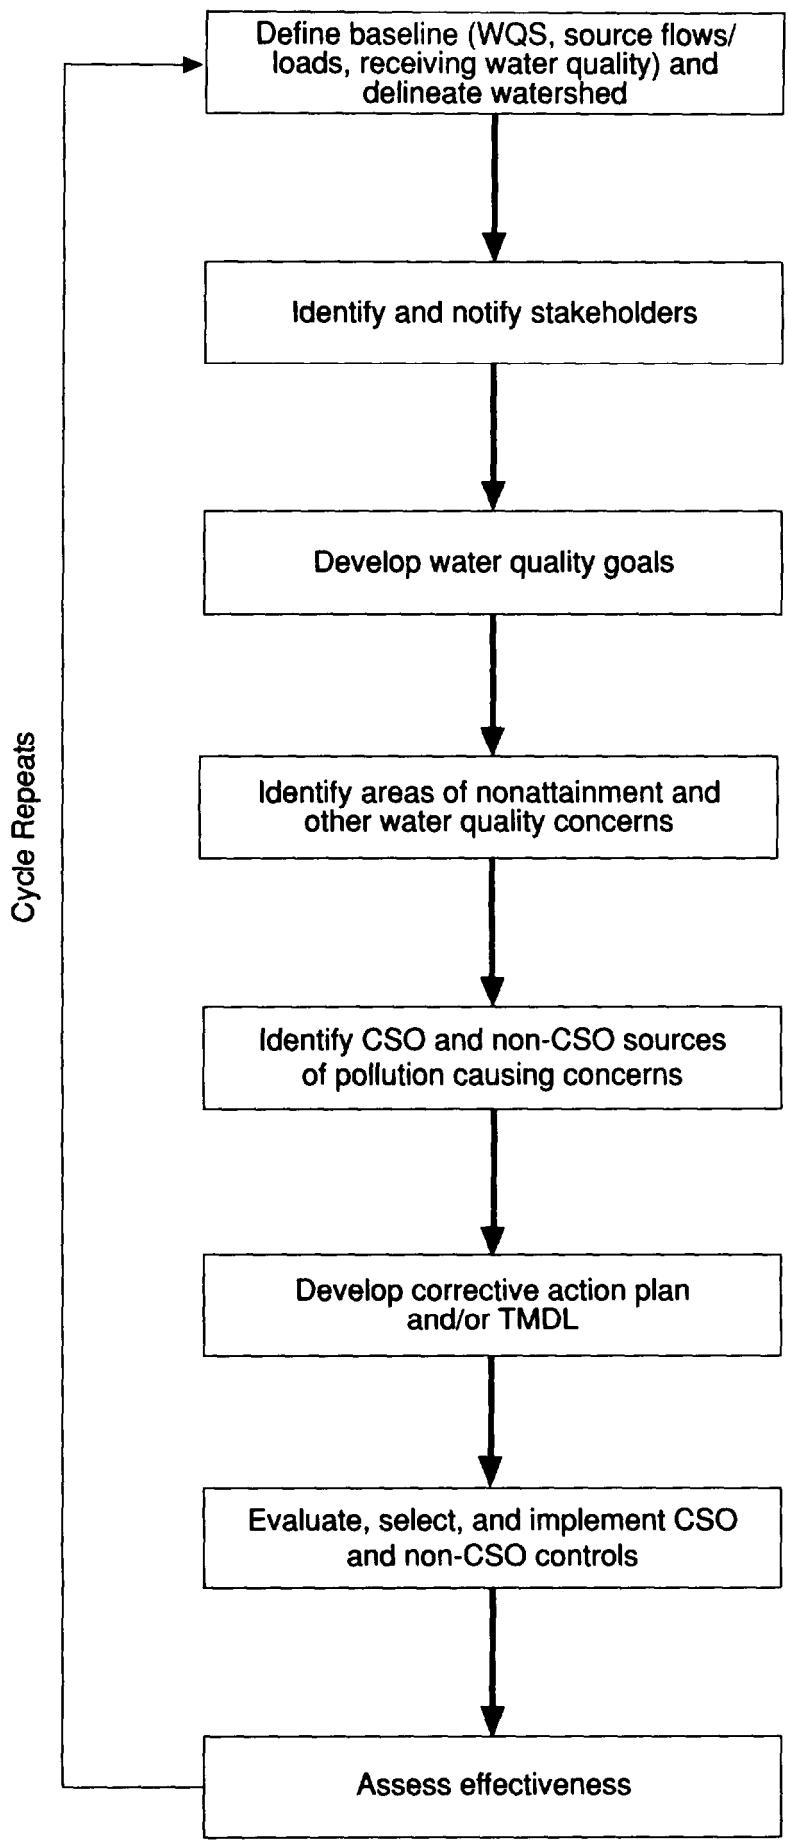 Define baseline (WQS, source flows/
loads, receiving water quality) and
delineate watershed
Identify and notify stakeholders
Develop water quality goals
Cycle Repeats
Identify areas of nonattainment and
other water quality concerns
Identify CSO and non-CSO sources
of pollution causing concerns
Develop corrective action plan
and/or TMDL
Evaluate, select, and implement CSO
and non-CSO controls
Assess effectiveness